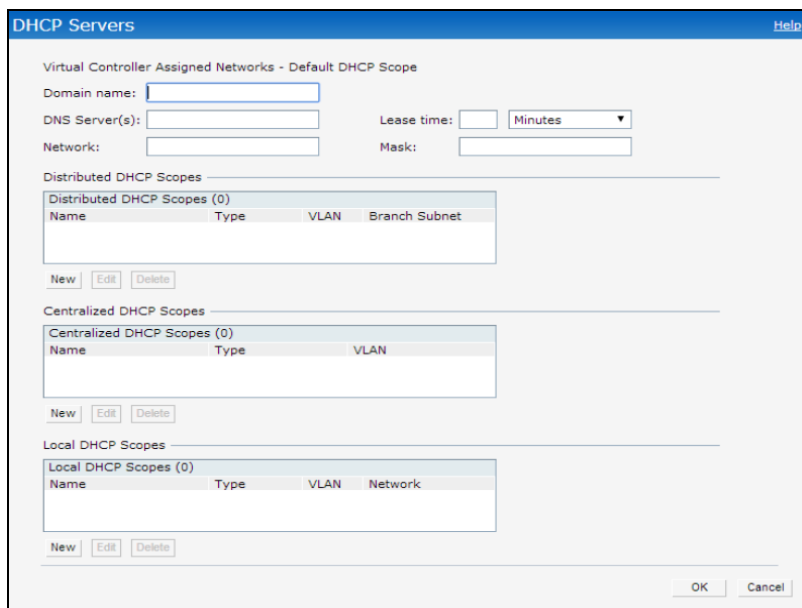 DHCP Servers Help
Virtual Controller Assigned Networks - Default DHCP Scope
Domain name:
DNS Server(s): Lease time: Minutes
Network: Mask:
Distributed DHCP Scopes
Distributed DHCP Scopes (0)
Name Type VLAN Branch Subnet
New Edit Delete
Centralized DHCP Scopes
Centralized DHCP Scopes (0)
Name Type VLAN
New Edit Delete
Local DHCP Scopes
Local DHCP Scopes (0)
Name Type VLAN Network
New Edit Delete
OK Cancel